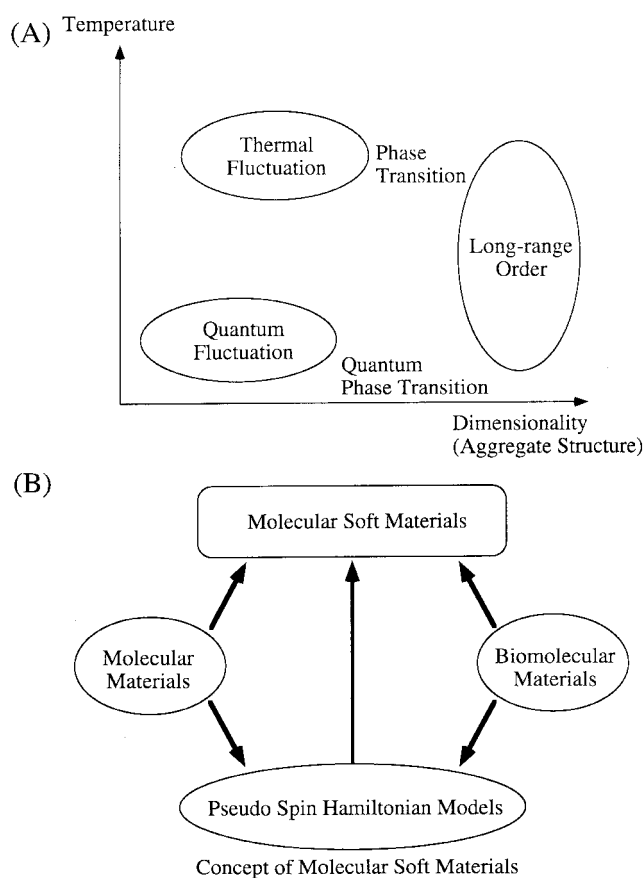 (A)
Temperature
Thermal
Fluctuation
Phase
Transition
Long-range
Order
Quantum
Fluctuation
Quantum
Phase Transition
Dimensionality
(Aggregate Structure)
(B)
Molecular Soft Materials
Molecular
Materials
Biomolecular
Materials
Pseudo Spin Hamiltonian Models
Concept of Molecular Soft Materials